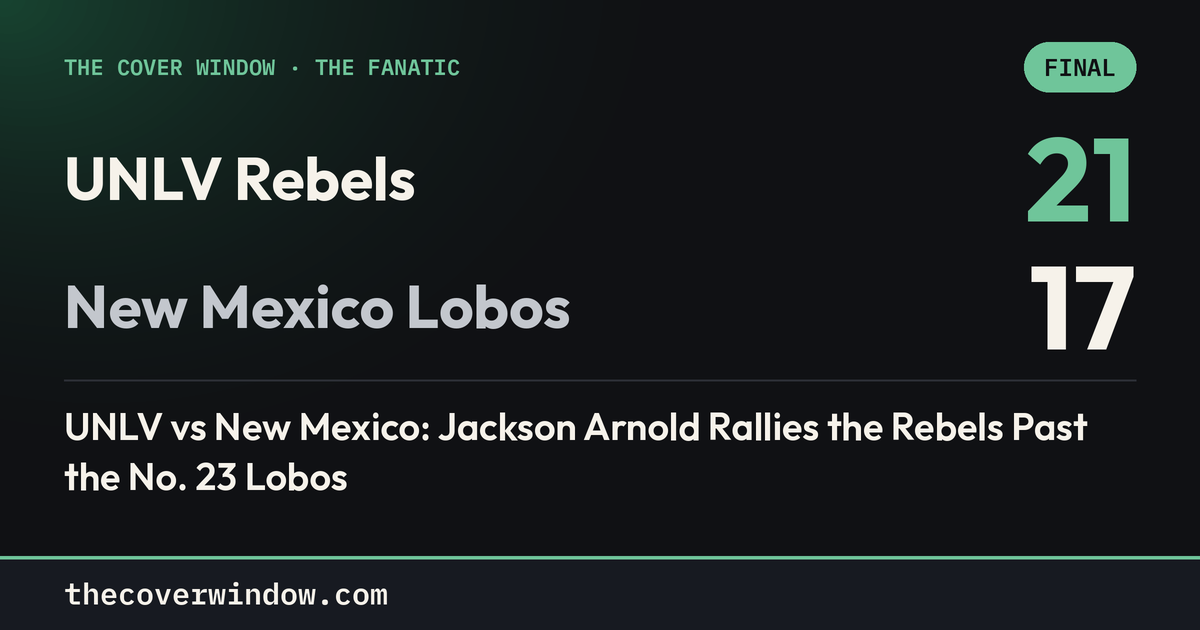 THE COVER WINDOW · THE FANATIC
FINAL
UNLV Rebels
21
New Mexico Lobos
17
UNLV vs New Mexico: Jackson Arnold Rallies the Rebels Past
the No. 23 Lobos
thecoverwindow.com